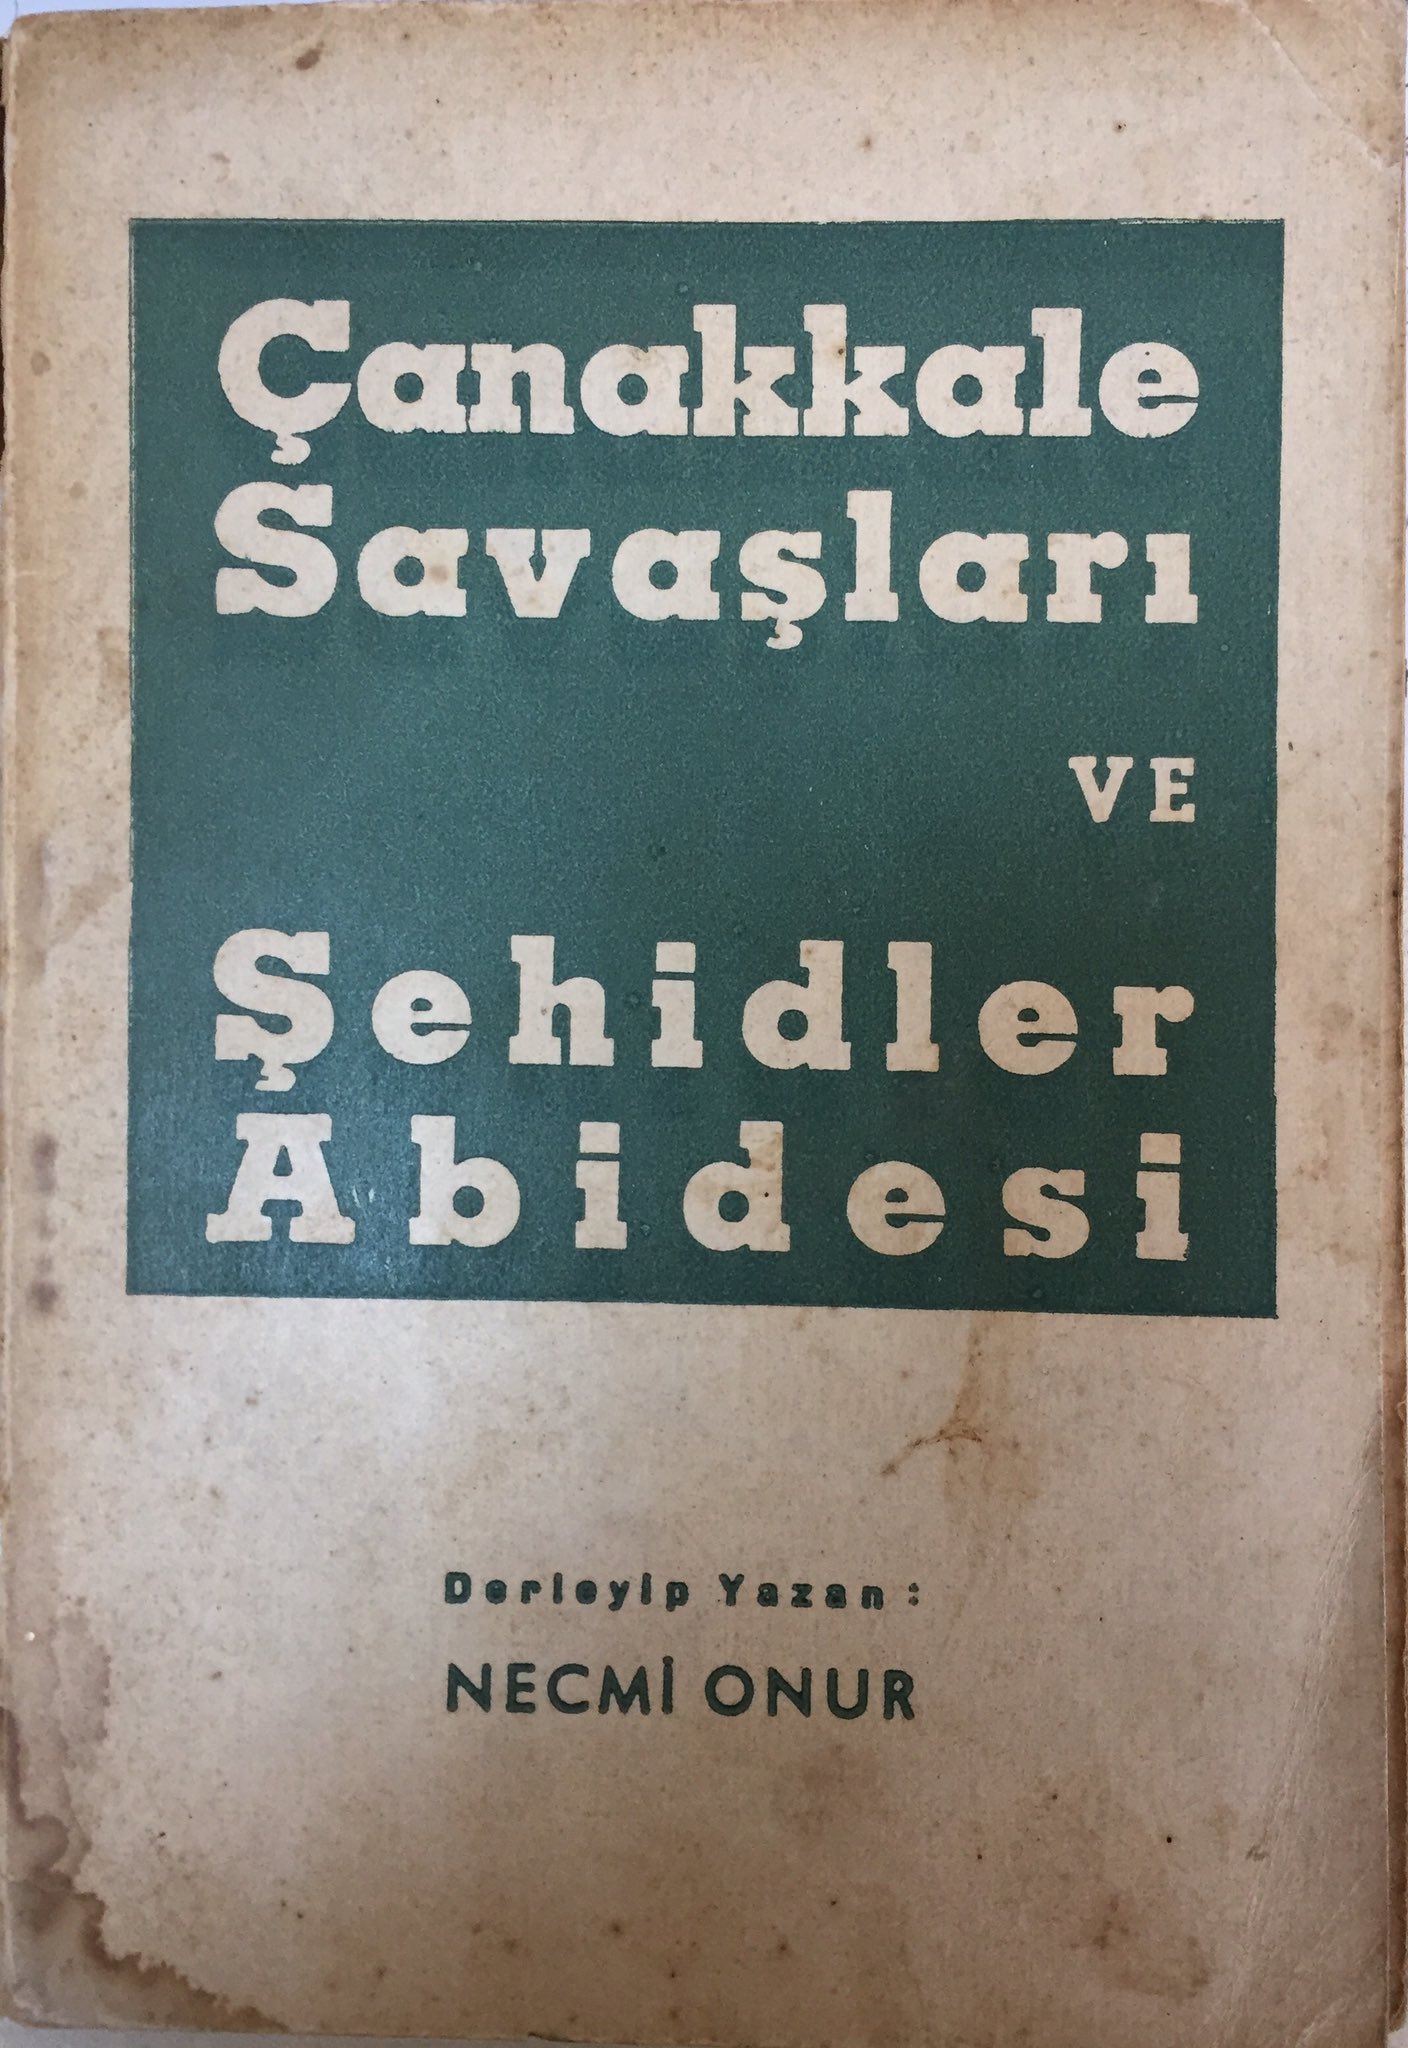 Çanakkale
Savaşları
VE
Şehidler
Abidesi
Derleyip Yazan :
NECMİ ONUR